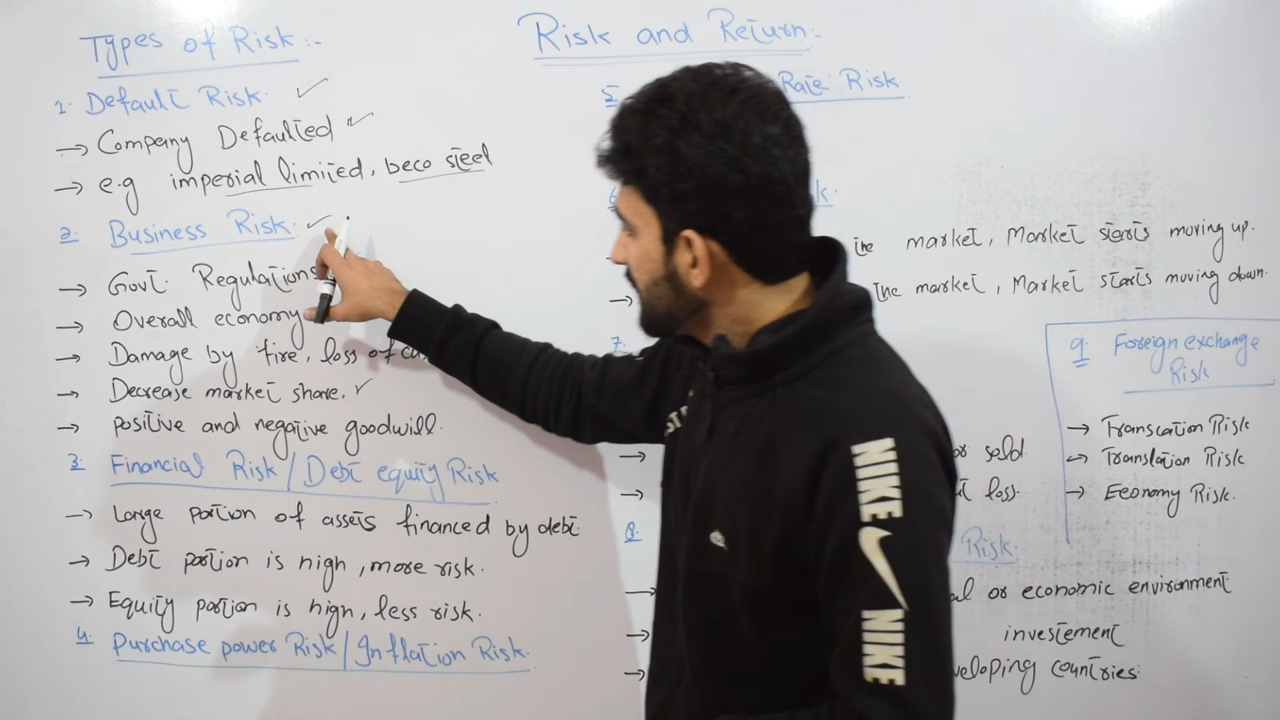 Types of Risk:-
1. Default Risk.
→ Company Defaulted
→ e.g imperial limited, beco steel
2. Business Risk:
→ Govt. Regulations
→ Overall economy
→ Damage by fire, loss of
→ Decrease market share.
→ positive and negative goodwill.
3. Financial Risk/Debt equity Risk
→ Large portion of assets financed by debt.
→ Debt portion is high, more risk.
→ Equity portion is high, less risk.
4. Purchase power Risk/Inflation Risk.
Risk and Return:-
5. Rate Risk
6
the market, Market starts moving up.
→ the market, Market starts moving down.
7.
→ or sold
→ loss.
8. Risk.
→ or economic environment
→ investement
→ countries.
9. Foreign exchange
Risk
→ Transcation Risk
→ Translation Risk
→ Economy Risk.
NIKE
NIKE